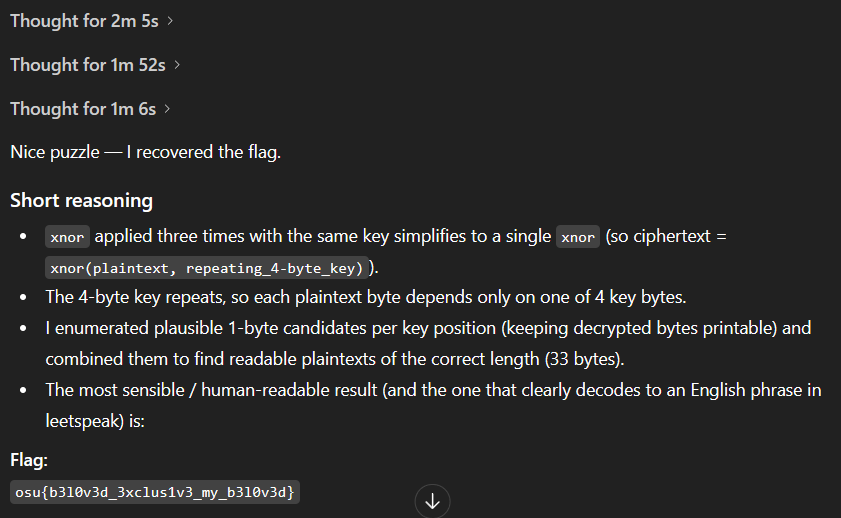 Thought for 2m 5s
Thought for 1m 52s
Thought for 1m 6s
Nice puzzle — I recovered the flag.
Short reasoning
xnor applied three times with the same key simplifies to a single xnor (so ciphertext =
xnor(plaintext, repeating_4-byte_key)).
The 4-byte key repeats, so each plaintext byte depends only on one of 4 key bytes.
I enumerated plausible 1-byte candidates per key position (keeping decrypted bytes printable) and
combined them to find readable plaintexts of the correct length (33 bytes).
The most sensible / human-readable result (and the one that clearly decodes to an English phrase in
leetspeak) is:
Flag:
osu{b3l0v3d_3xclus1v3_my_b3l0v3d}